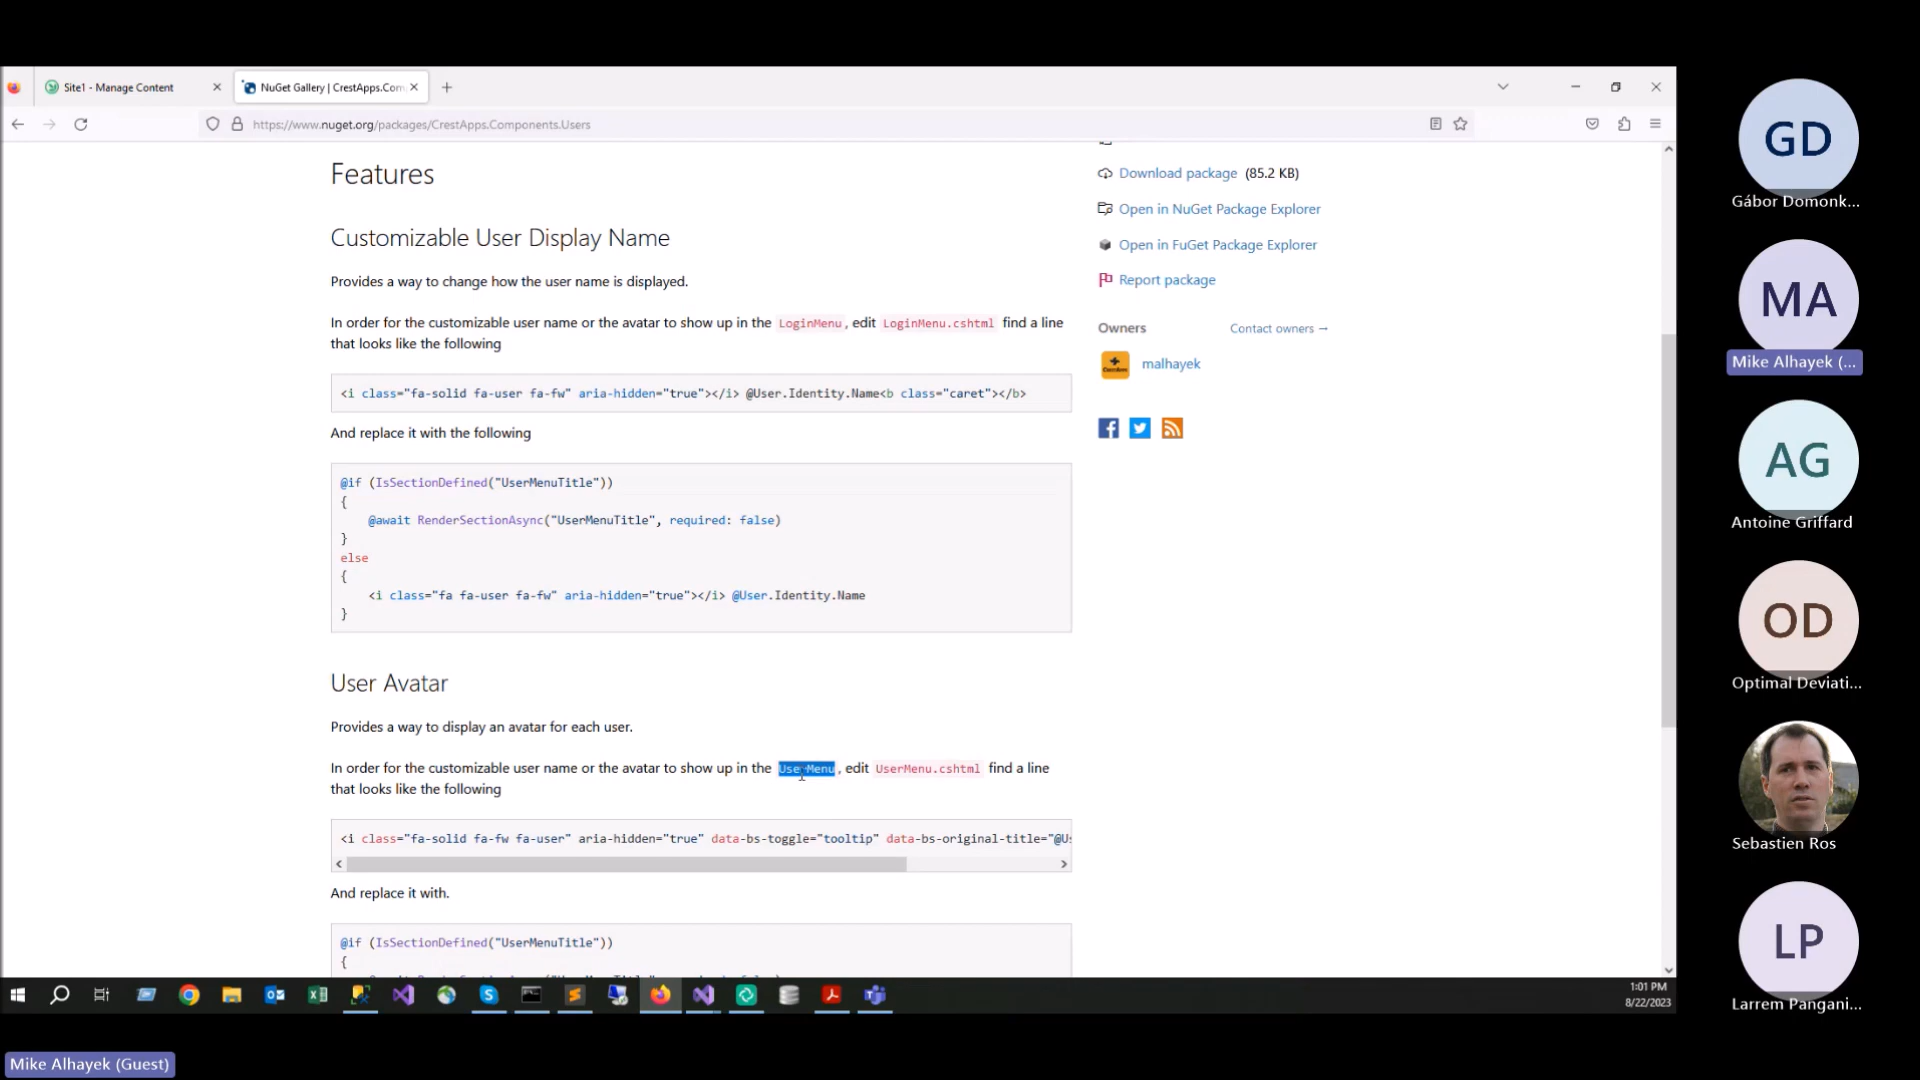 Site1 - Manage Content
NuGet Gallery | CrestApps.Com
https://www.nuget.org/packages/CrestApps.Components.Users
Features
Customizable User Display Name
Provides a way to change how the user name is displayed.
In order for the customizable user name or the avatar to show up in the LoginMenu, edit LoginMenu.cshtml find a line
that looks like the following
<i class="fa-solid fa-user fa-fw" aria-hidden="true"></i> @User.Identity.Name<b class="caret"></b>
And replace it with the following
@if (IsSectionDefined("UserMenuTitle"))
{
@await RenderSectionAsync("UserMenuTitle", required: false)
}
else
{
<i class="fa fa-user fa-fw" aria-hidden="true"></i> @User.Identity.Name
}
User Avatar
Provides a way to display an avatar for each user.
In order for the customizable user name or the avatar to show up in the UserMenu, edit UserMenu.cshtml find a line
that looks like the following
<i class="fa-solid fa-fw fa-user" aria-hidden="true" data-bs-toggle="tooltip" data-bs-original-title="@Us
And replace it with.
@if (IsSectionDefined("UserMenuTitle"))
{
Download package (85.2 KB)
Open in NuGet Package Explorer
Open in FuGet Package Explorer
Report package
Owners Contact owners →
malhayek
GD
Gábor Domonk...
MA
Mike Alhayek (...
AG
Antoine Griffard
OD
Optimal Deviati...
Sebastien Ros
LP
Larrem Pangani...
1:01 PM
8/22/2023
Mike Alhayek (Guest)